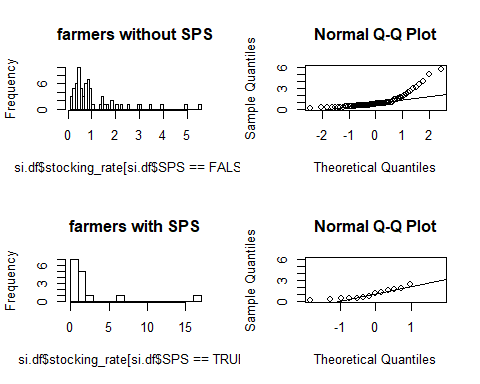 farmers without SPS
Frequency
0 6
0 1 2 3 4 5
si.df$stocking_rate[si.df$SPS == FALS
Normal Q-Q Plot
Sample Quantiles
0 3 6
-2 -1 0 1 2
Theoretical Quantiles
farmers with SPS
Frequency
0 3 6
0 5 10 15
si.df$stocking_rate[si.df$SPS == TRUI
Normal Q-Q Plot
Sample Quantiles
0 3 6
-1 0 1
Theoretical Quantiles